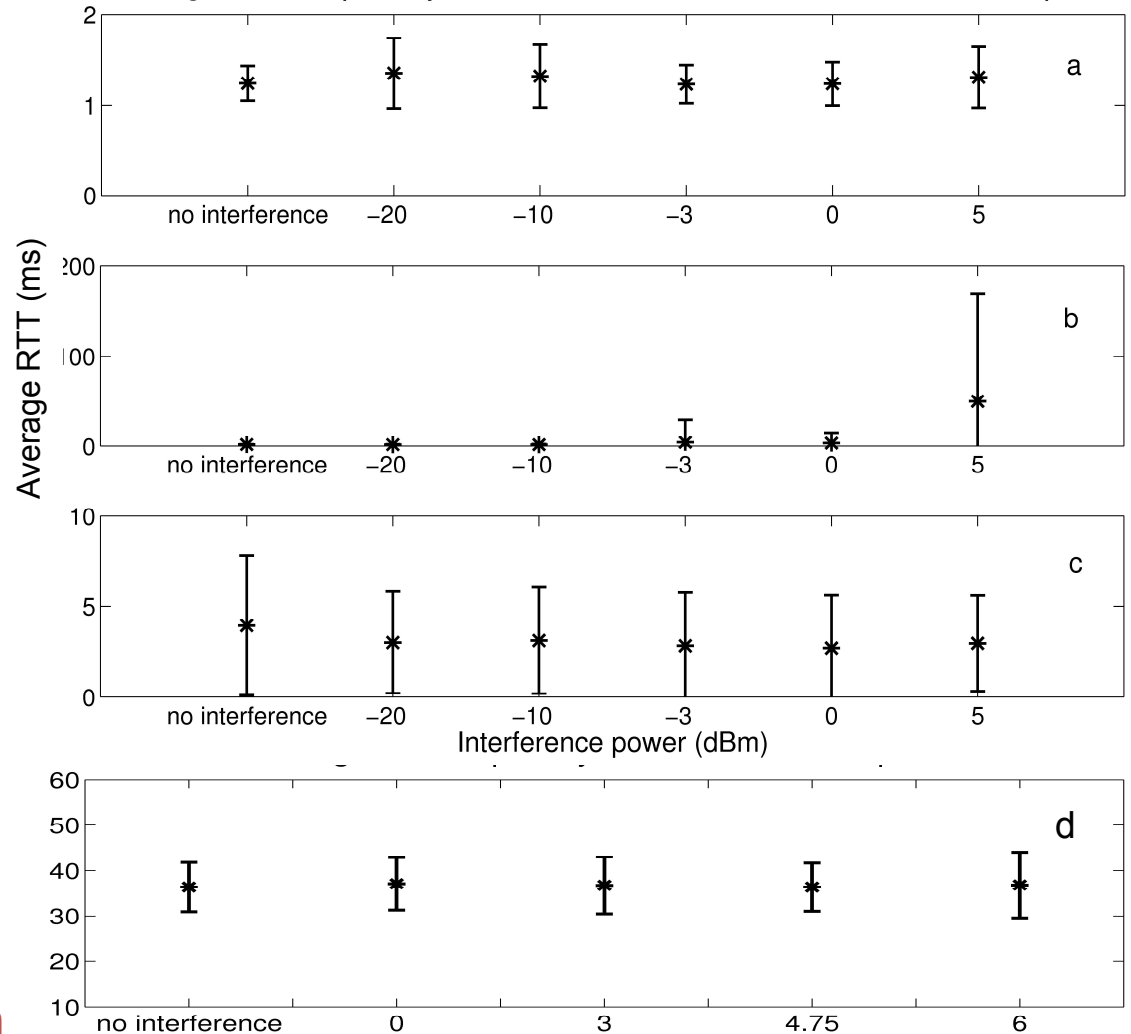 2
a
1
0
no interference −20 −10 −3 0 5
Average RTT (ms)
200
b
100
0
no interference −20 −10 −3 0 5
10
c
5
0
no interference −20 −10 −3 0 5
Interference power (dBm)
60
50
d
40
30
20
10
no interference 0 3 4.75 6